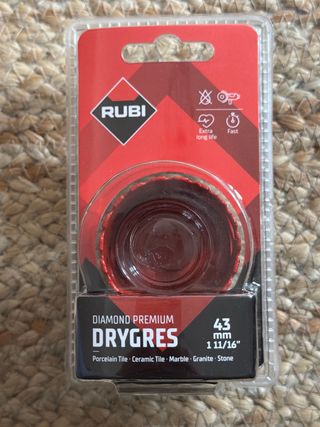 RUBI
Extra
long life
Fast
DIAMOND PREMIUM
DRYGRES
43
mm
1 11/16"
Porcelain Tile · Ceramic Tile · Marble · Granite · Stone